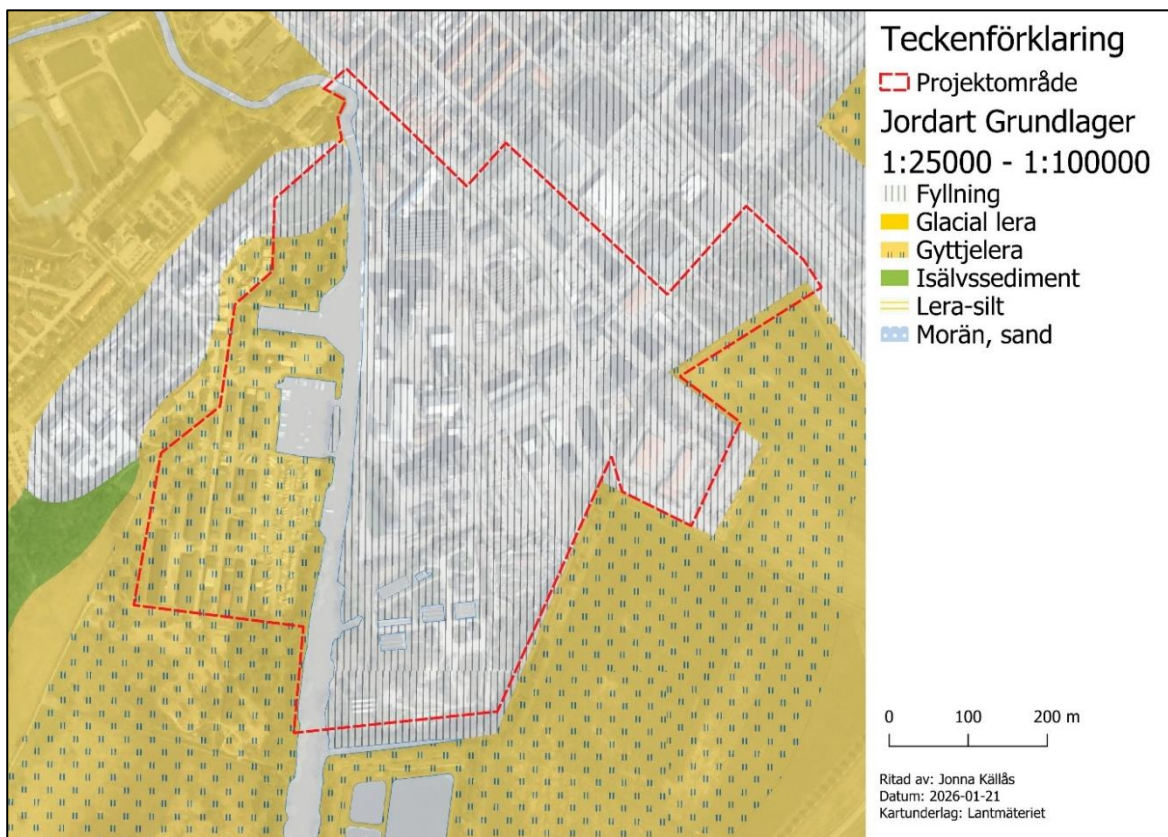 Teckenförklaring
Projektområde
Jordart Grundlager
1:25000 - 1:100000
Fyllning
Glacial lera
Gyttjelera
Isälvssediment
Lera-silt
Morän, sand
0 100 200 m
Ritad av: Jonna Källås
Datum: 2026-01-21
Kartunderlag: Lantmäteriet